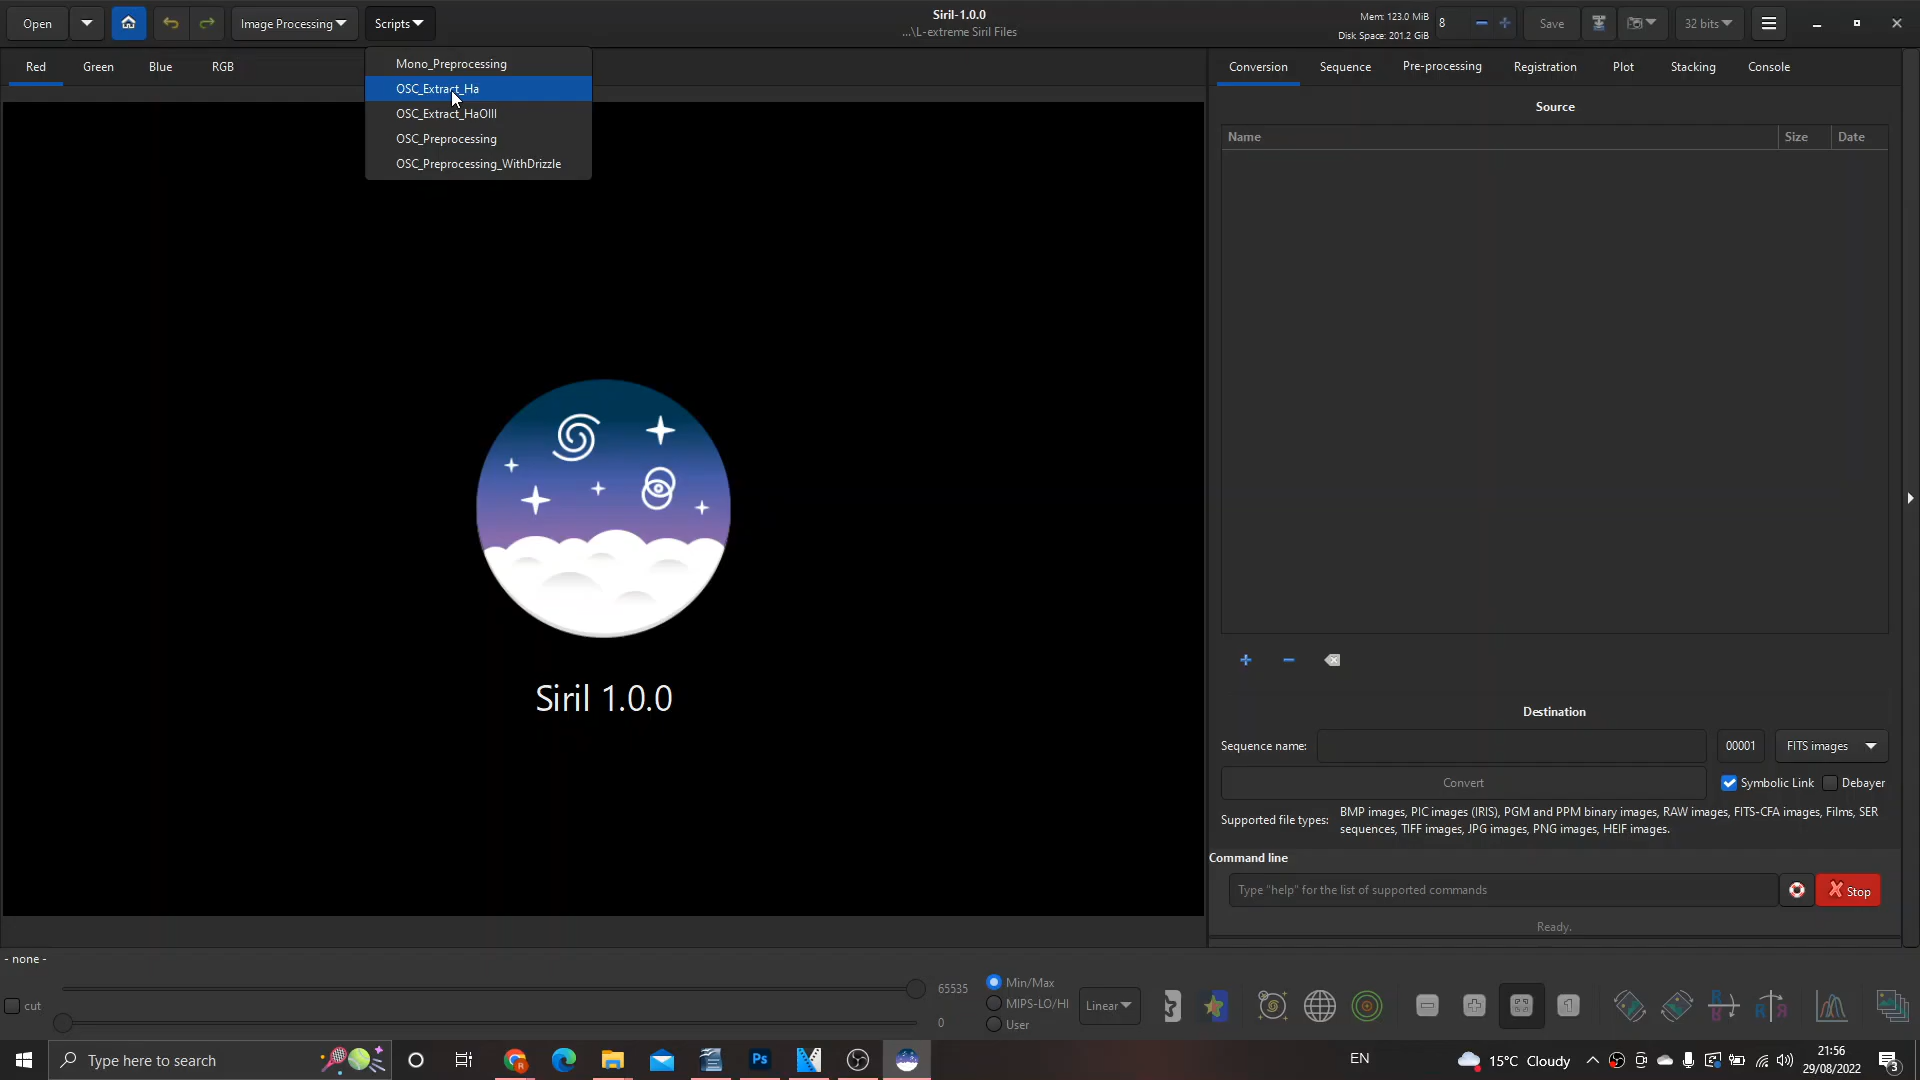 Open
Image Processing
Scripts
Siril-1.0.0
...\L-extreme Siril Files
Mem: 123.0 MiB
Disk Space: 201.2 GiB
8
Save
32 bits
Red
Green
Blue
RGB
Mono_Preprocessing
OSC_Extract_Ha
OSC_Extract_HaOIII
OSC_Preprocessing
OSC_Preprocessing_WithDrizzle
Conversion
Sequence
Pre-processing
Registration
Plot
Stacking
Console
Source
Name
Size
Date
Siril 1.0.0
Destination
Sequence name:
00001
FITS images
Convert
Symbolic Link
Debayer
Supported file types:
BMP images, PIC images (IRIS), PGM and PPM binary images, RAW images, FITS-CFA images, Films, SER
sequences, TIFF images, JPG images, PNG images, HEIF images.
Command line
Type "help" for the list of supported commands
Stop
Ready.
- none -
cut
65535
0
Min/Max
MIPS-LO/HI
User
Linear
1
Type here to search
R
Ps
EN
15°C Cloudy
21:56
29/08/2022
3